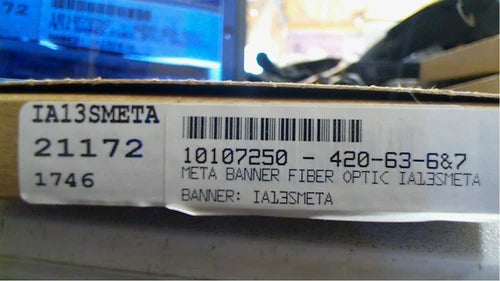 IA13SMETA
21172
1746
10107250 - 420-63-6&7
META BANNER FIBER OPTIC IA13SMETA
BANNER: IA13SMETA